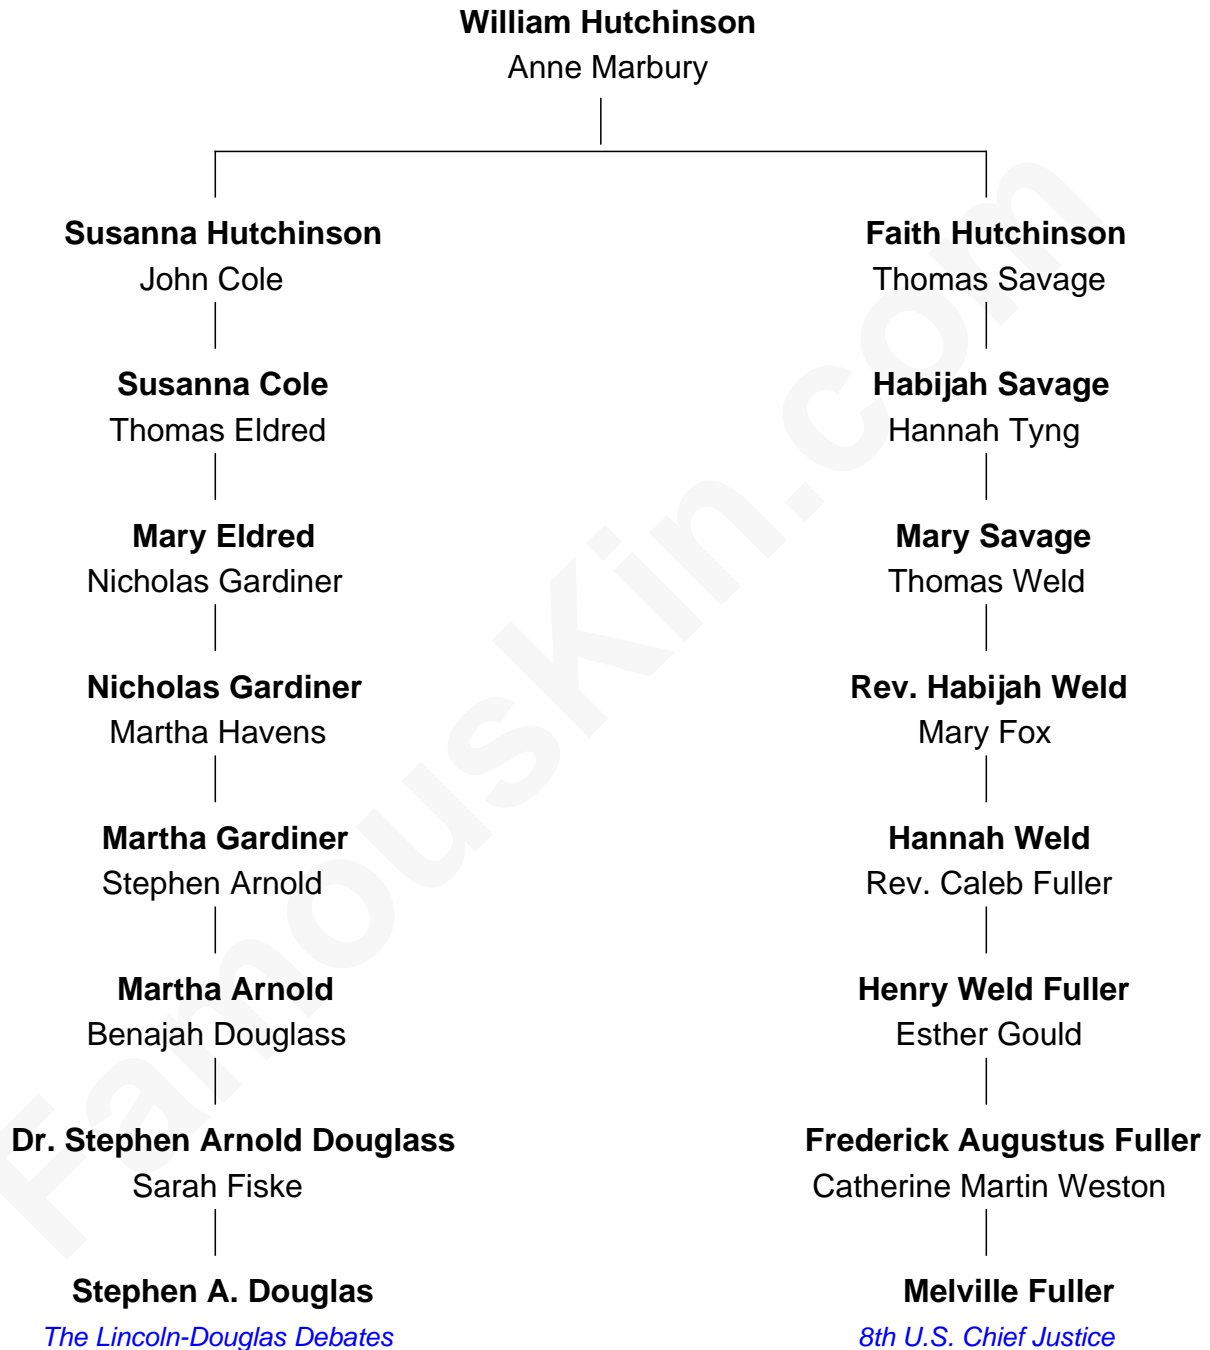 William Hutchinson
Anne Marbury
Susanna Hutchinson
John Cole
Susanna Cole
Thomas Eldred
Mary Eldred
Nicholas Gardiner
Nicholas Gardiner
Martha Havens
Martha Gardiner
Stephen Arnold
Martha Arnold
Benajah Douglass
Dr. Stephen Arnold Douglass
Sarah Fiske
Stephen A. Douglas
The Lincoln-Douglas Debates
Faith Hutchinson
Thomas Savage
Habijah Savage
Hannah Tyng
Mary Savage
Thomas Weld
Rev. Habijah Weld
Mary Fox
Hannah Weld
Rev. Caleb Fuller
Henry Weld Fuller
Esther Gould
Frederick Augustus Fuller
Catherine Martin Weston
Melville Fuller
8th U.S. Chief Justice
FamousKin.com